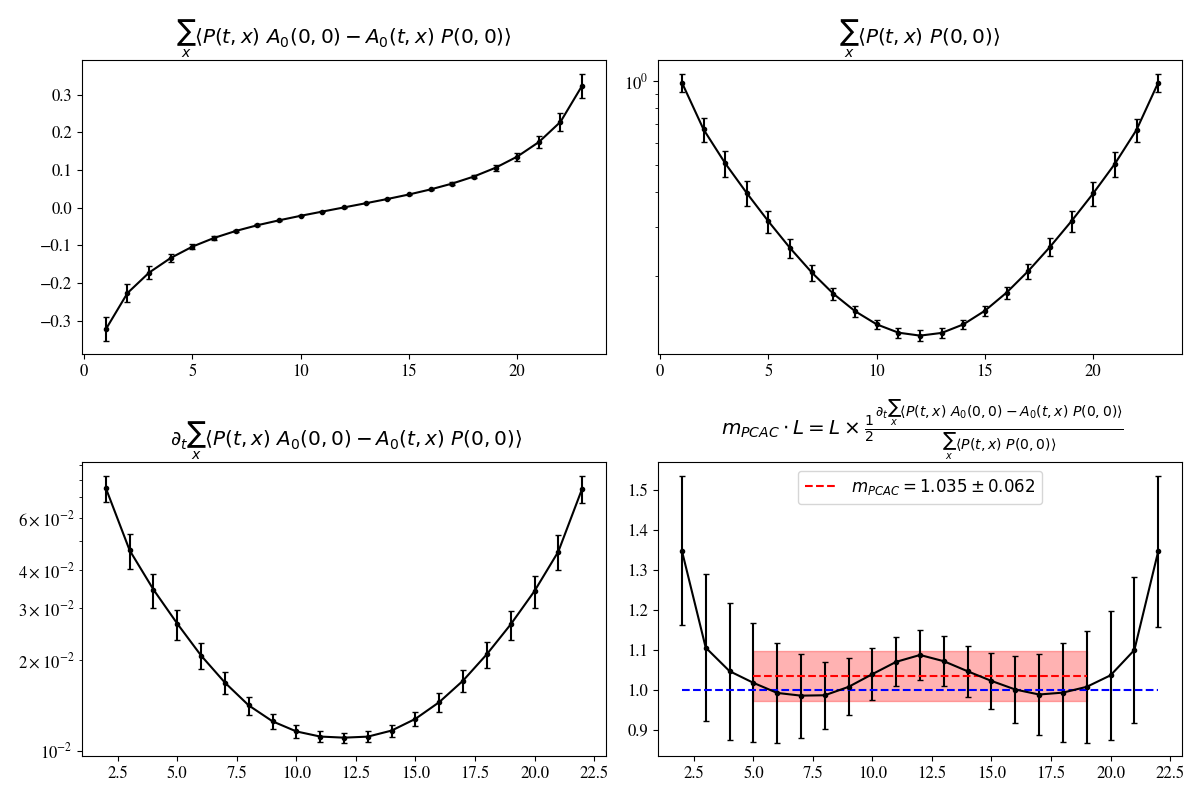 ∑ₓ⟨P(t, x) A₀(0, 0) − A₀(t, x) P(0, 0)⟩
0.3
0.2
0.1
0.0
−0.1
−0.2
−0.3
0 5 10 15 20
∑ₓ⟨P(t, x) P(0, 0)⟩
10⁰
0 5 10 15 20
∂ₜ∑ₓ⟨P(t, x) A₀(0, 0) − A₀(t, x) P(0, 0)⟩
6 × 10⁻²
4 × 10⁻²
3 × 10⁻²
2 × 10⁻²
10⁻²
2.5 5.0 7.5 10.0 12.5 15.0 17.5 20.0 22.5
m_{PCAC} · L = L × \frac{1}{2} \frac{∂ₜ∑ₓ⟨P(t, x) A₀(0, 0) − A₀(t, x) P(0, 0)⟩}{∑ₓ⟨P(t, x) P(0, 0)⟩}
m_{PCAC} = 1.035 ± 0.062
1.5
1.4
1.3
1.2
1.1
1.0
0.9
2.5 5.0 7.5 10.0 12.5 15.0 17.5 20.0 22.5